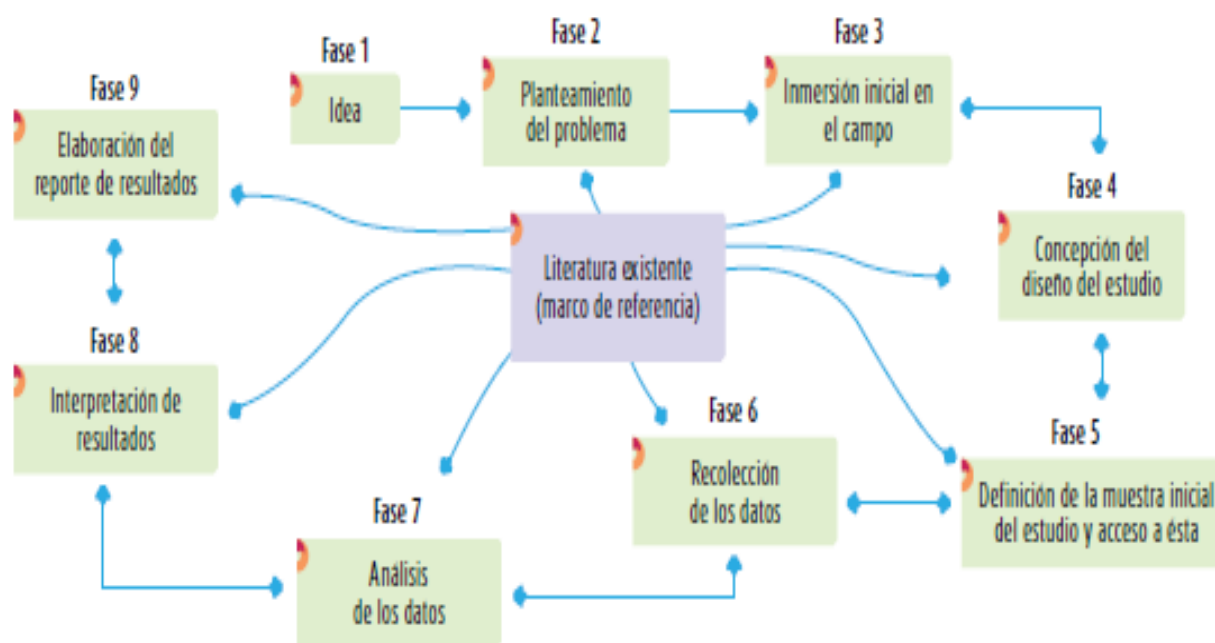 Fase 1
Idea
Fase 2
Planteamiento
del problema
Fase 3
Inmersión inicial en
el campo
Fase 4
Concepción del
diseño del estudio
Fase 5
Definición de la muestra inicial
del estudio y acceso a ésta
Fase 6
Recolección
de los datos
Fase 7
Análisis
de los datos
Fase 8
Interpretación de
resultados
Fase 9
Elaboración del
reporte de resultados
Literatura existente
(marco de referencia)